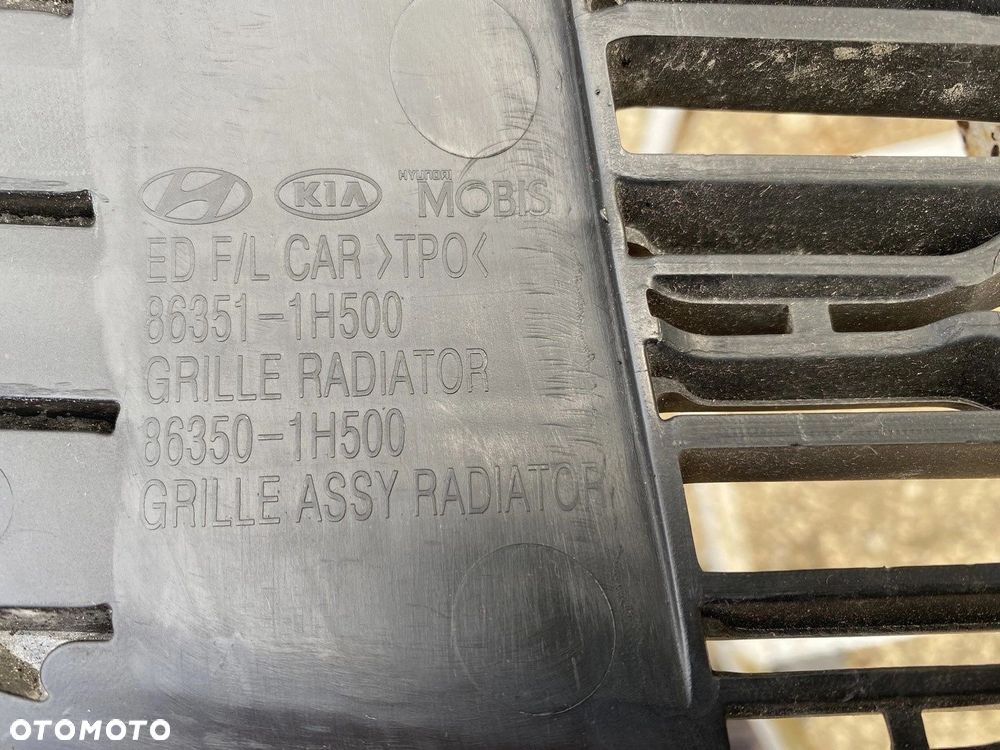 KIA HYUNDAI MOBIS
ED F/L CAR >TPO<
86351-1H500
GRILLE RADIATOR
86350-1H500
GRILLE ASSY RADIATOR
OTOMOTO